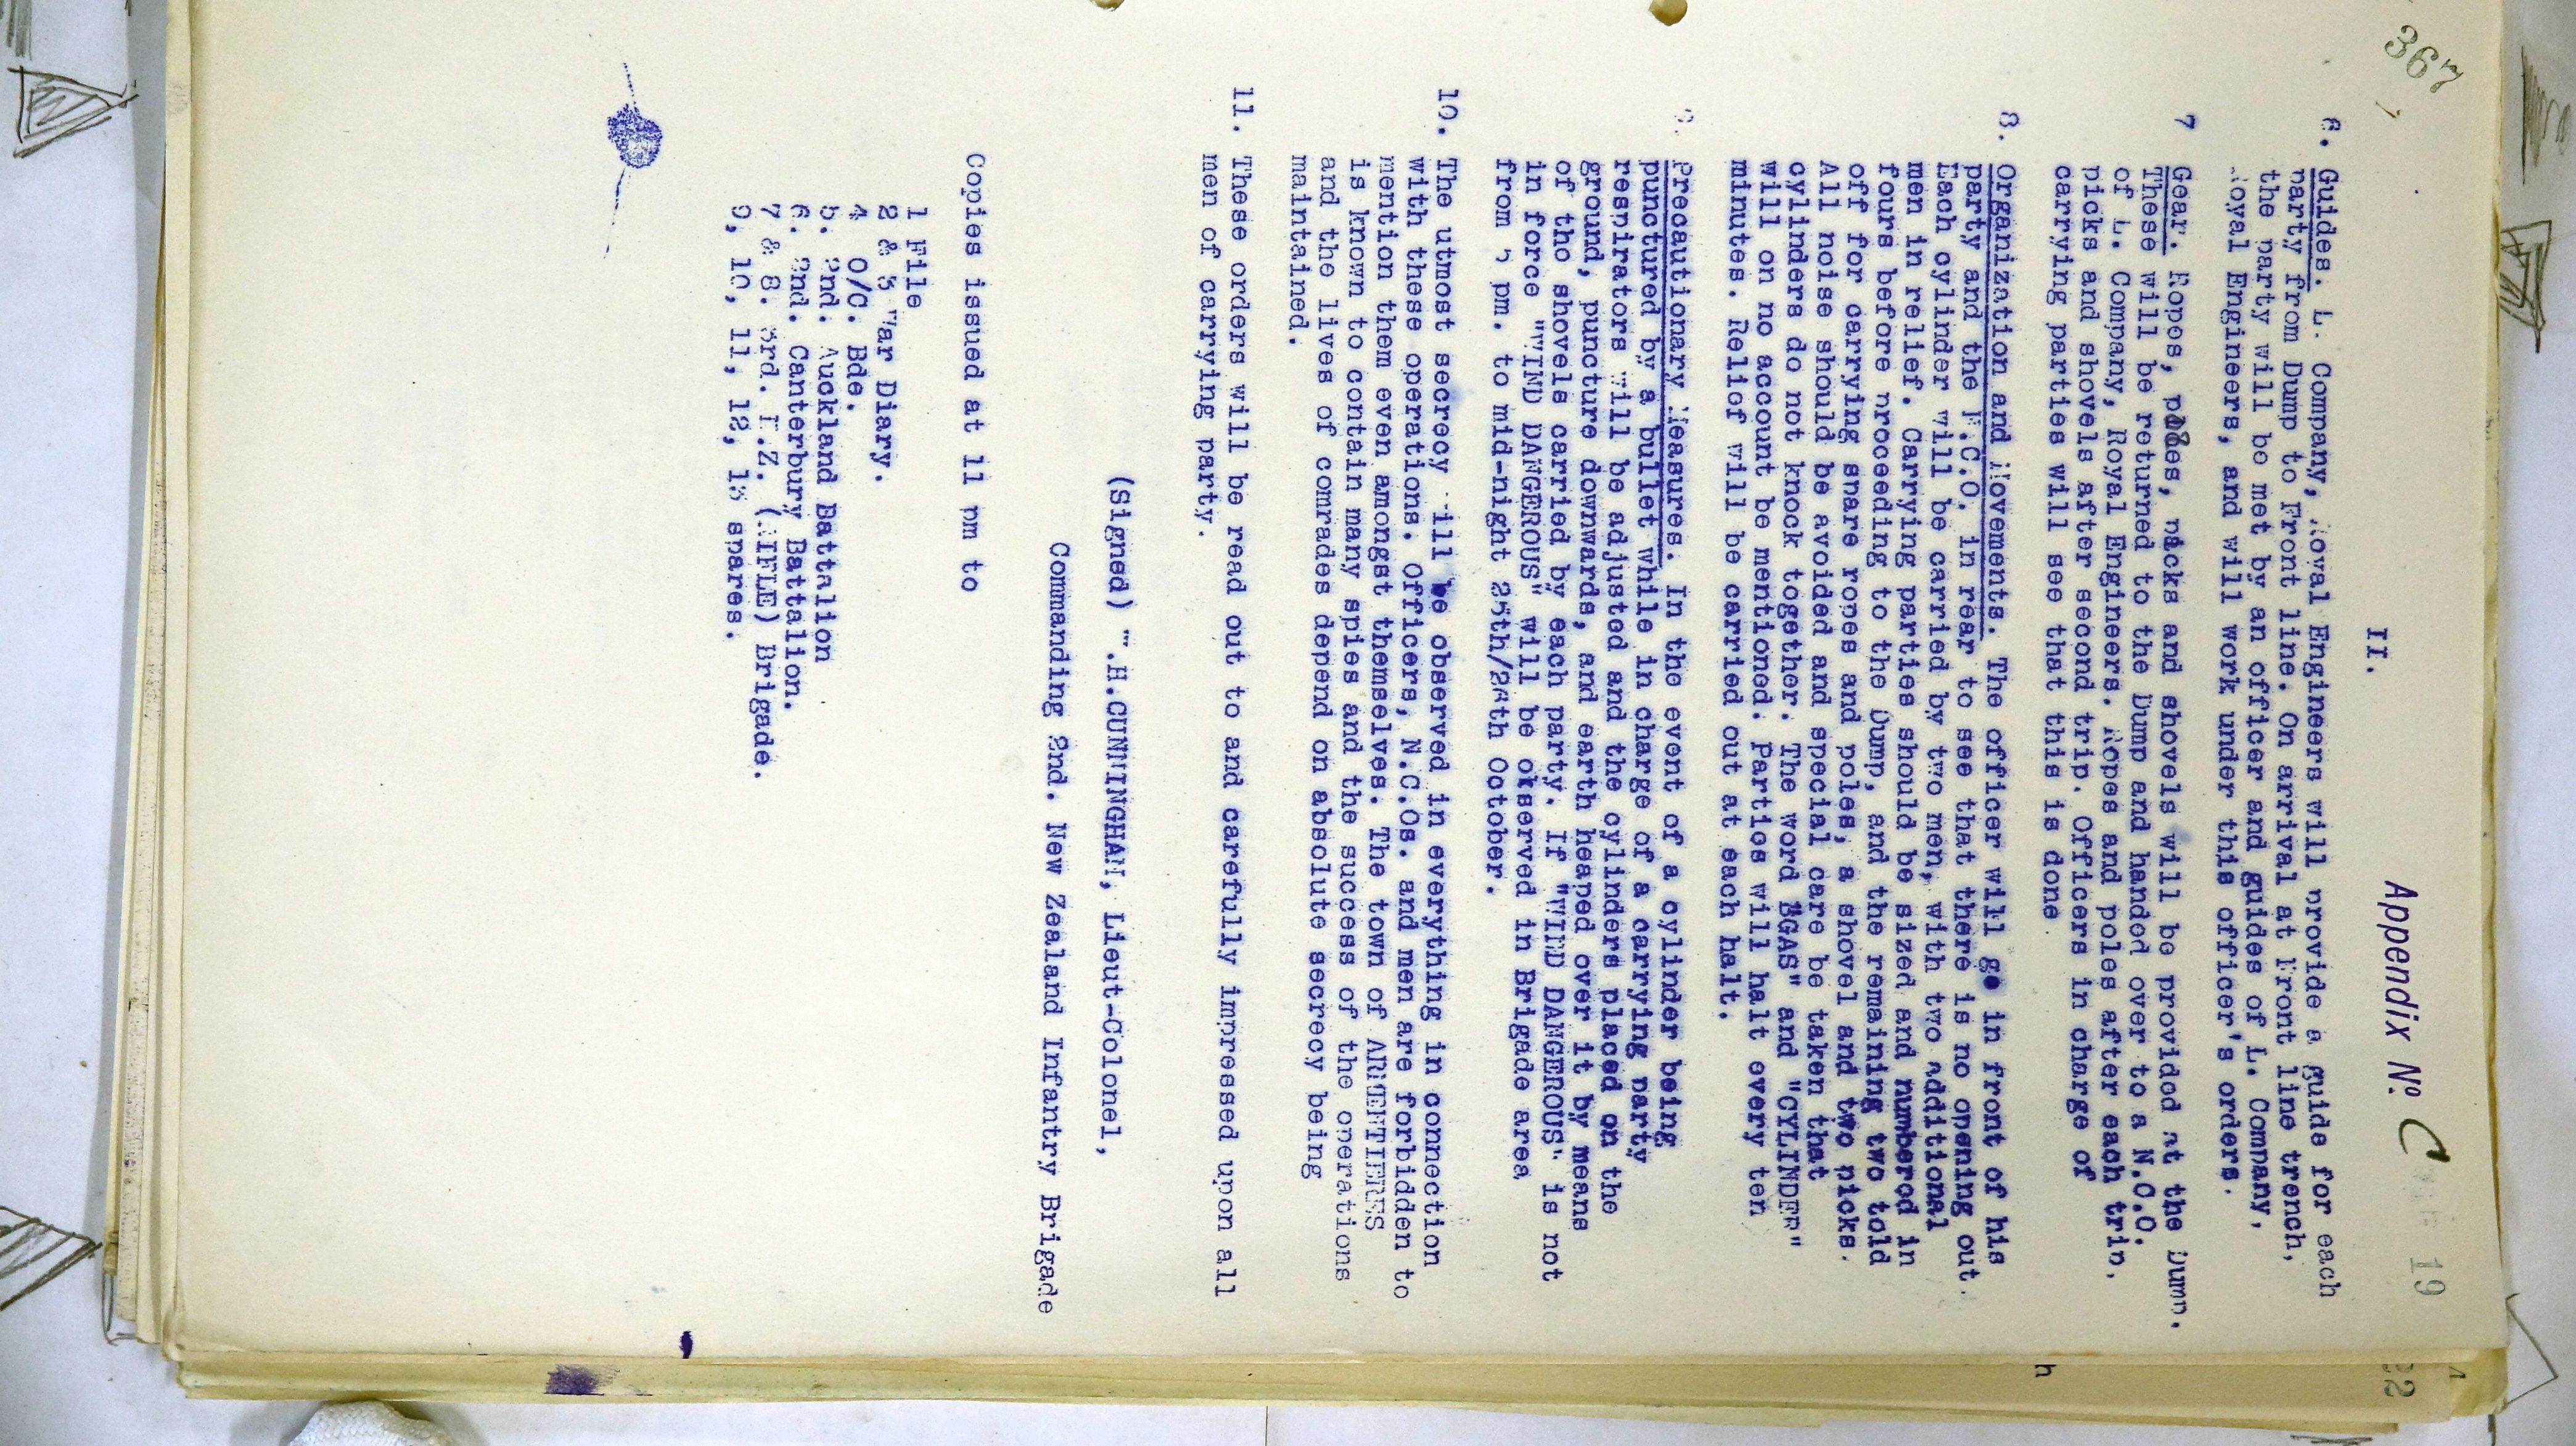 367
II.
Appendix Nº C
19
6. Guides. L. Company, Royal Engineers will provide a guide for each
party from Dump to Front line. On arrival at Front line trench,
the party will be met by an officer and guides of L. Company,
Royal Engineers, and will work under this officer's orders.
7 Gear. Ropes, poles, picks and shovels will be provided at the Dump.
These will be returned to the Dump and handed over to a N.C.O.
of L. Company, Royal Engineers. Ropes and poles after each trip,
picks and shovels after second trip. Officers in charge of
carrying parties will see that this is done
8. Organization and Movements. The officer will go in front of his
party and the N.C.O. in rear to see that there is no opening out.
Each cylinder will be carried by two men, with two additional
men in relief. Carrying parties should be sized and numbered in
fours before proceeding to the Dump, and the remaining two told
off for carrying spare ropes and poles, a shovel and two picks.
All noise should be avoided and special care be taken that
cylinders do not knock together. The word "GAS" and "CYLINDER"
will on no account be mentioned. Parties will halt every ten
minutes. Relief will be carried out at each halt.
9. Precautionary Measures. In the event of a cylinder being
punctured by a bullet while in charge of a carrying party
respirators will be adjusted and the cylinders placed on the
ground, puncture downwards, and earth heaped over it by means
of the shovels carried by each party. If "WIND DANGEROUS" is not
in force "WIND DANGEROUS" will be observed in Brigade area
from 5 pm. to mid-night 25th/26th October.
10. The utmost secrecy will be observed in everything in connection
with these operations. Officers, N.C.Os. and men are forbidden to
mention them even amongst themselves. The town of ARMETIERES
is known to contain many spies and the success of the operations
and the lives of comrades depend on absolute secrecy being
maintained.
11. These orders will be read out to and carefully impressed upon all
men of carrying party.
(Signed) W.H.CUNNINGHAM, Lieut-Colonel,
Commanding 2nd. New Zealand Infantry Brigade
Copies issued at 11 pm to
1 File
2 & 3 War Diary.
4 O/C. Bde.
5. 2nd. Auckland Battalion
6. 2nd. Canterbury Battalion.
7 & 8. 3rd. N.Z. (RIFLE) Brigade.
9, 10, 11, 12, 13 spares.